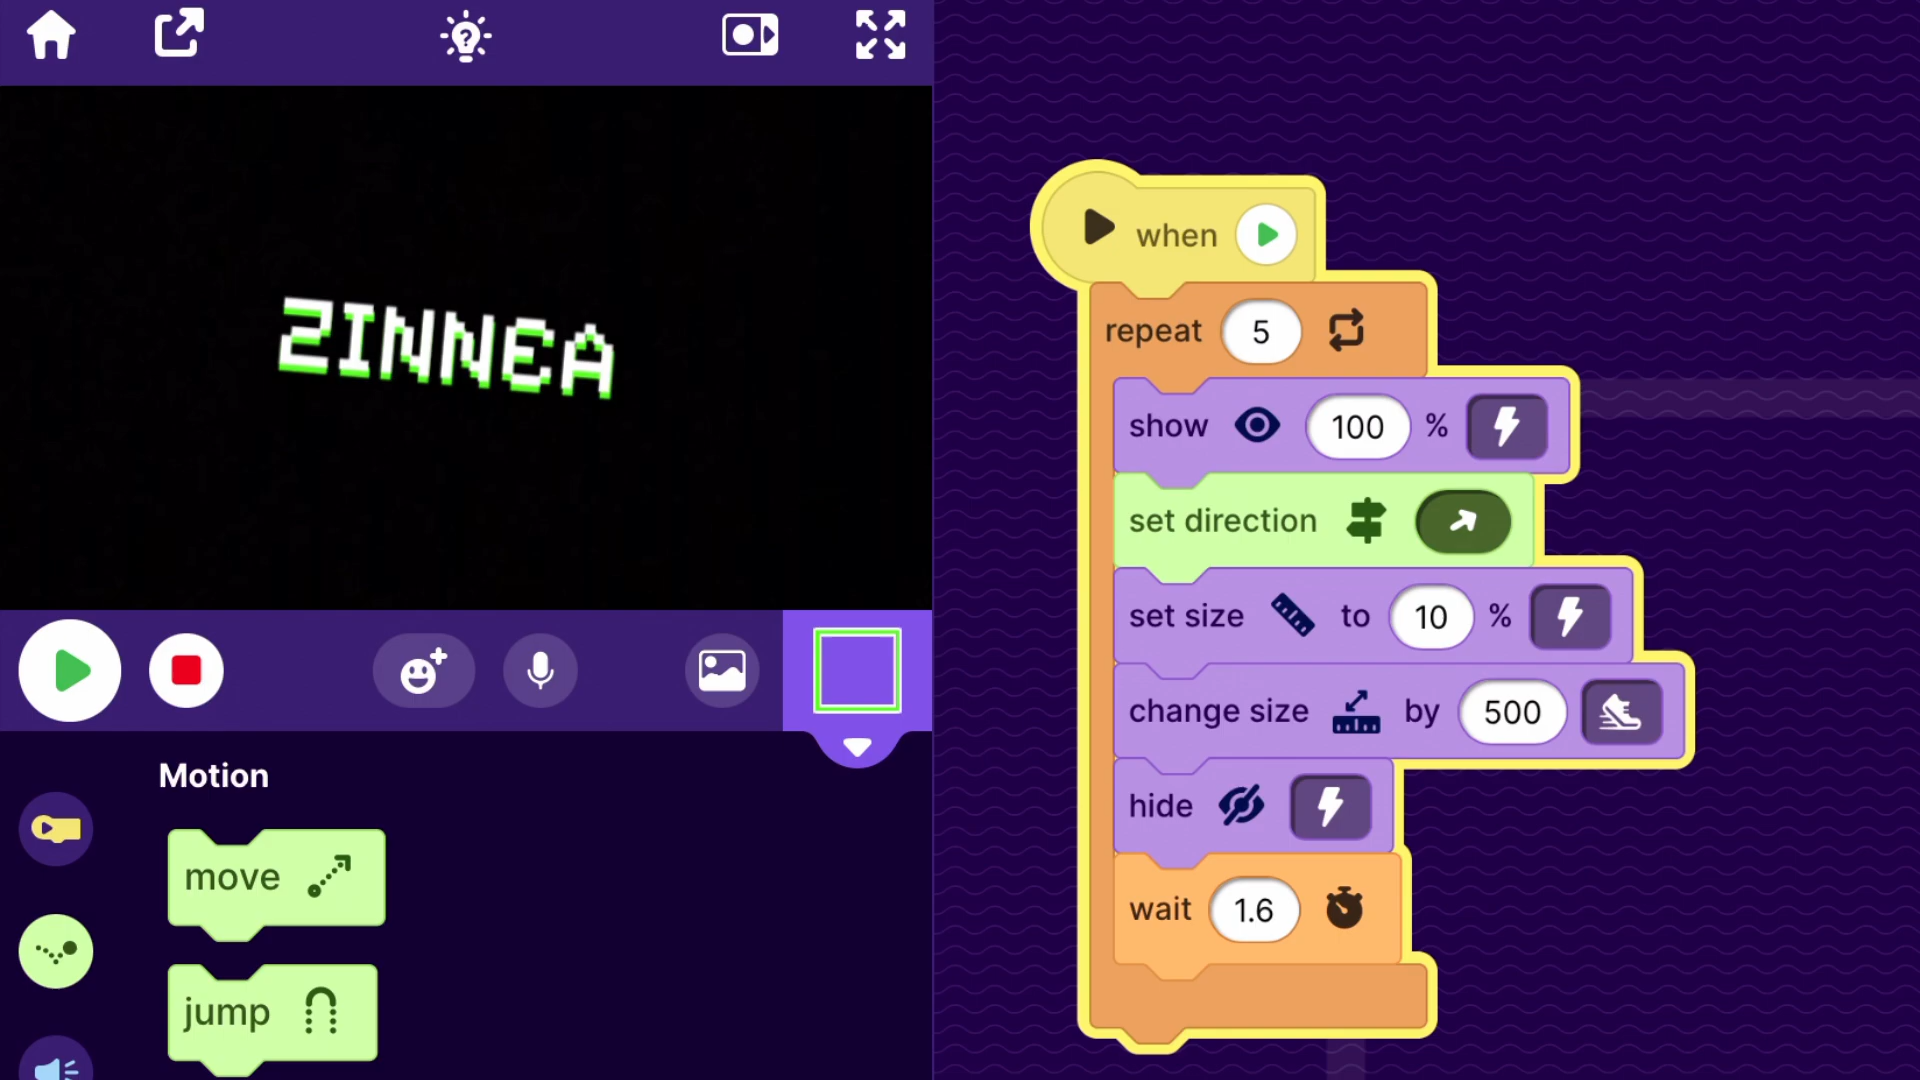 ZINNEA
Motion
move
jump
when
repeat 5
show 100 %
set direction
set size to 10 %
change size by 500
hide
wait 1.6